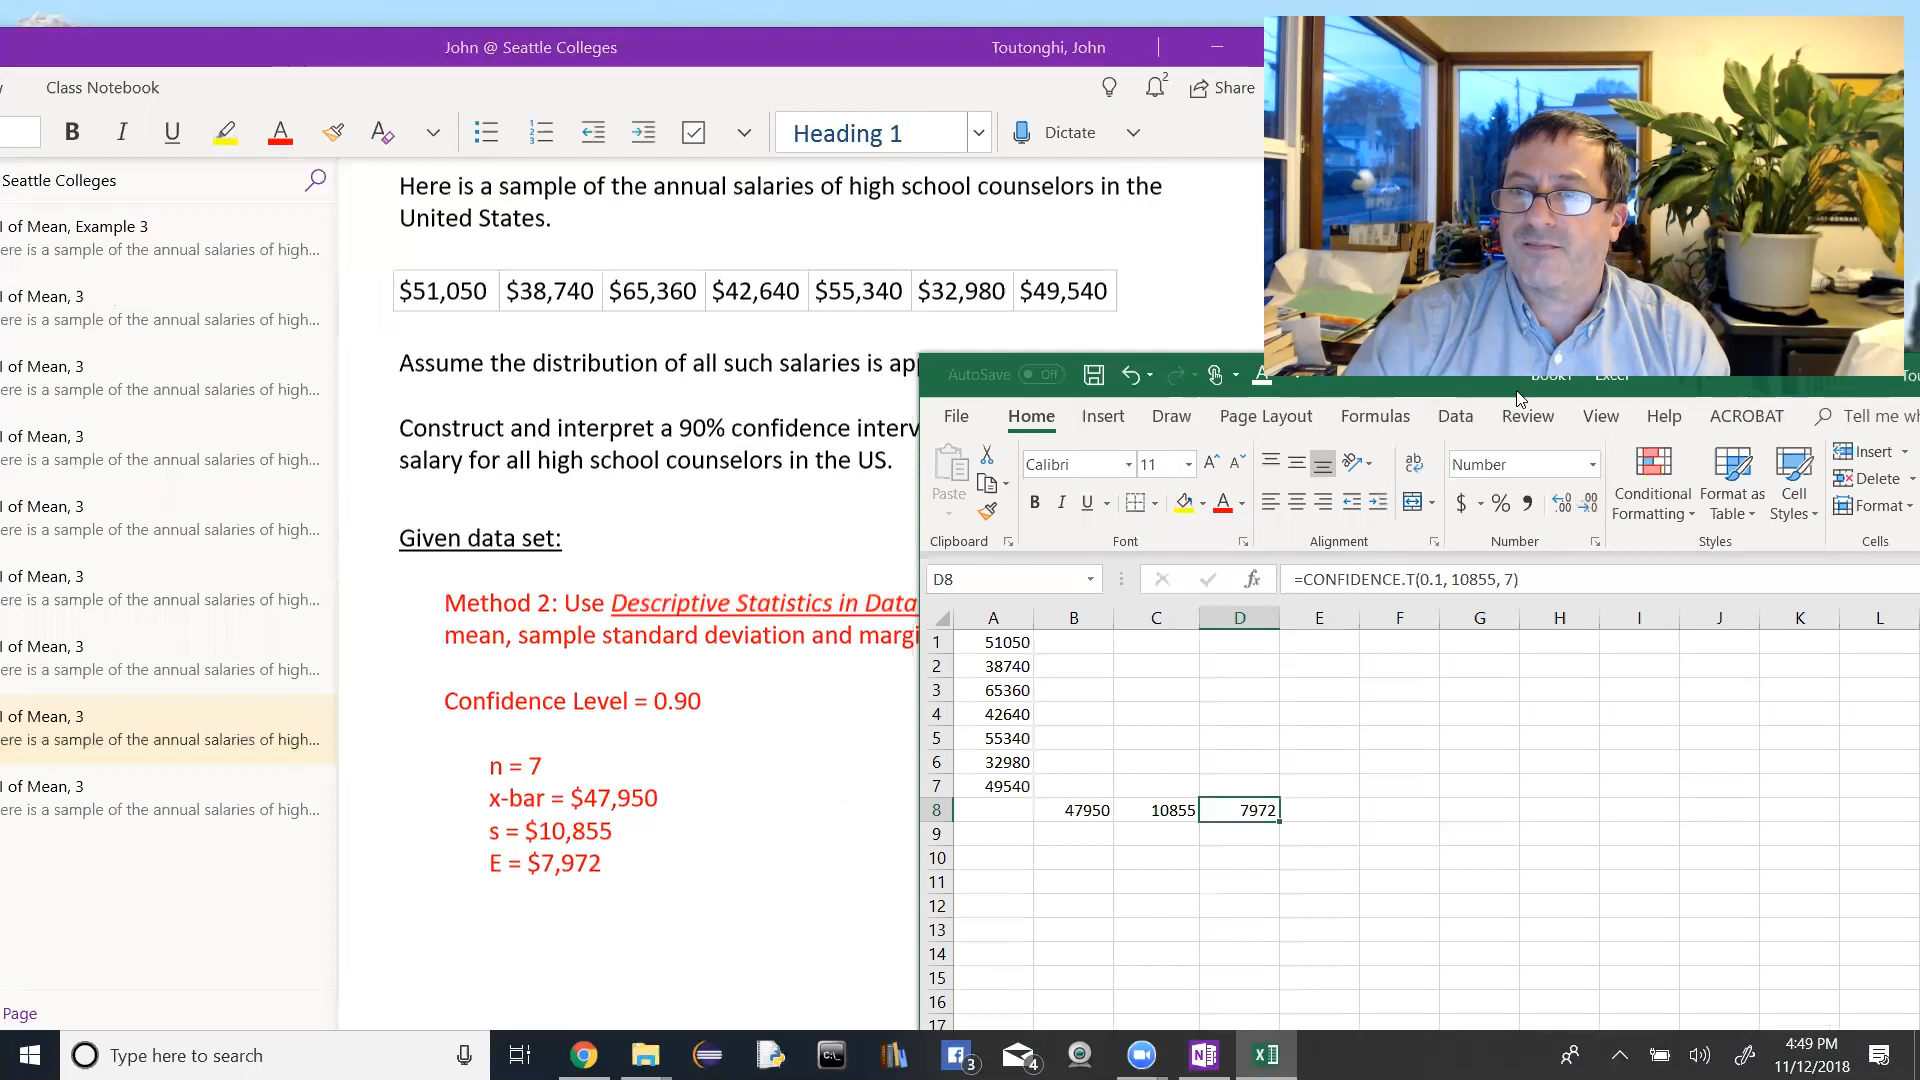 John @ Seattle Colleges
Toutonghi, John
Class Notebook
2
Share
B I U A A
Heading 1
Dictate
Seattle Colleges
I of Mean, Example 3
ere is a sample of the annual salaries of high...
I of Mean, 3
ere is a sample of the annual salaries of high...
I of Mean, 3
ere is a sample of the annual salaries of high...
I of Mean, 3
ere is a sample of the annual salaries of high...
I of Mean, 3
ere is a sample of the annual salaries of high...
I of Mean, 3
ere is a sample of the annual salaries of high...
I of Mean, 3
ere is a sample of the annual salaries of high...
I of Mean, 3
ere is a sample of the annual salaries of high...
I of Mean, 3
ere is a sample of the annual salaries of high...
Page
Here is a sample of the annual salaries of high school counselors in the
United States.
$51,050 $38,740 $65,360 $42,640 $55,340 $32,980 $49,540
Assume the distribution of all such salaries is ap
Construct and interpret a 90% confidence interv
salary for all high school counselors in the US.
Given data set:
Method 2: Use Descriptive Statistics in Data
mean, sample standard deviation and margi
Confidence Level = 0.90
n = 7
x-bar = $47,950
s = $10,855
E = $7,972
AutoSave Off
File Home Insert Draw Page Layout Formulas Data Review View Help ACROBAT Tell me wh
Paste
Calibri 11
B I U
Number
$ % ,
Conditional
Formatting
Format as
Table
Cell
Styles
Insert
Delete
Format
Clipboard Font Alignment Number Styles Cells
D8 fx =CONFIDENCE.T(0.1, 10855, 7)
A B C D E F G H I J K L
1 51050
2 38740
3 65360
4 42640
5 55340
6 32980
7 49540
8 47950 10855 7972
9
10
11
12
13
14
15
16
17
Type here to search
3
4
4:49 PM
11/12/2018